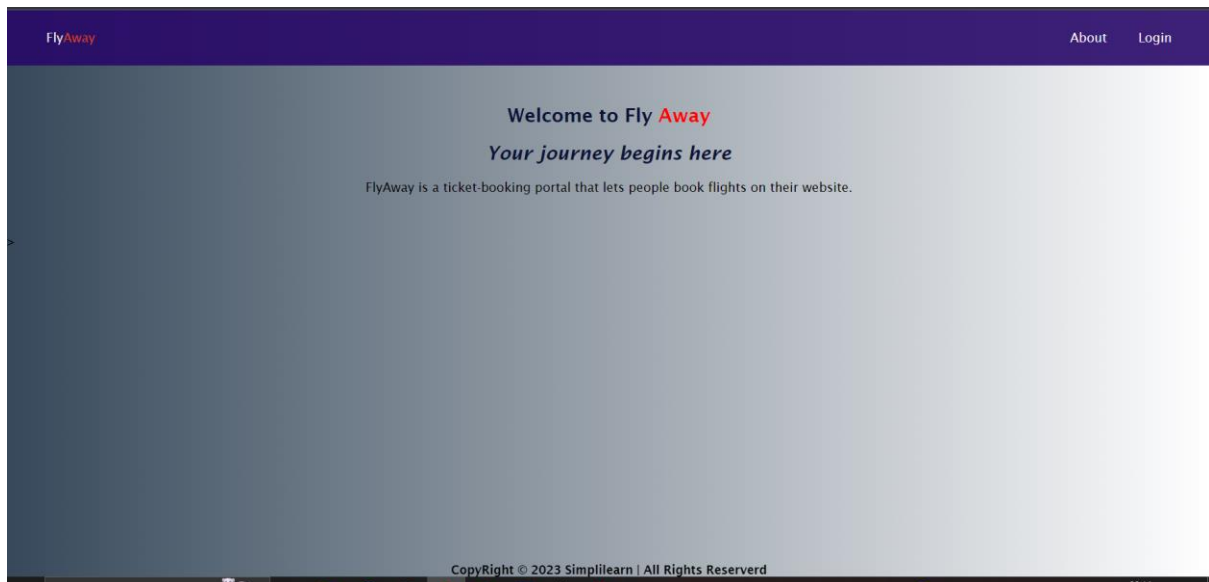 FlyAway
About
Login
Welcome to Fly Away
Your journey begins here
FlyAway is a ticket-booking portal that lets people book flights on their website.
>
CopyRight © 2023 Simplilearn | All Rights Reserverd